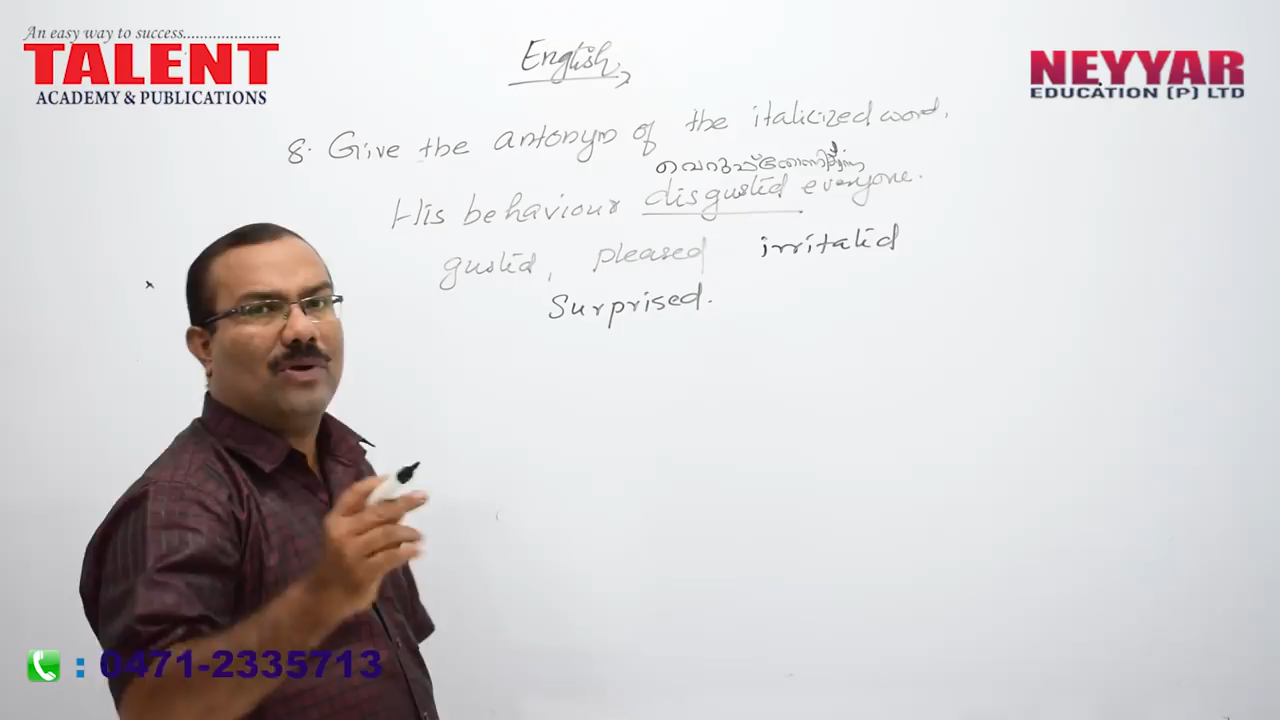 An easy way to success........................
TALENT
ACADEMY & PUBLICATIONS
NEYYAR
EDUCATION (P) LTD
English
8. Give the antonym of the italicized word.
His behaviour disgusted everyone.
gusted, pleased irritated
Surprised.
: 0471-2335713